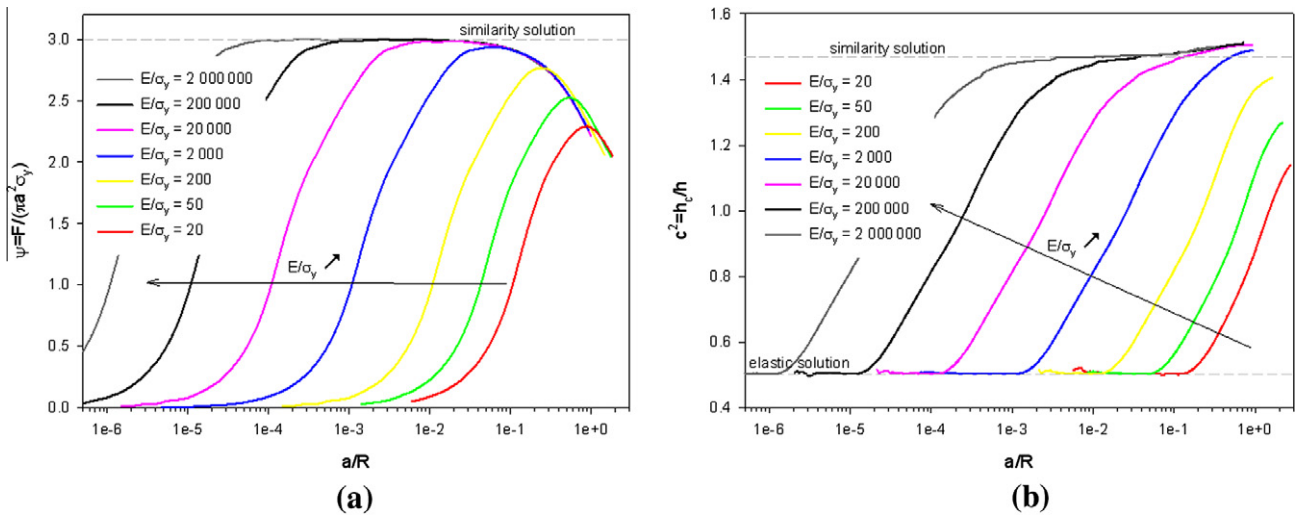 similarity solution
3.0
2.5
2.0
1.5
1.0
0.5
0.0
ψ=F/(πa²σy)
E/σy = 2 000 000
E/σy = 200 000
E/σy = 20 000
E/σy = 2 000
E/σy = 200
E/σy = 50
E/σy = 20
E/σy
1e-6 1e-5 1e-4 1e-3 1e-2 1e-1 1e+0
a/R
(a)
1.6
1.4
1.2
1.0
0.8
0.6
0.4
c²=hc/h
similarity solution
E/σy = 20
E/σy = 50
E/σy = 200
E/σy = 2 000
E/σy = 20 000
E/σy = 200 000
E/σy = 2 000 000
E/σy
elastic solution
1e-6 1e-5 1e-4 1e-3 1e-2 1e-1 1e+0
a/R
(b)